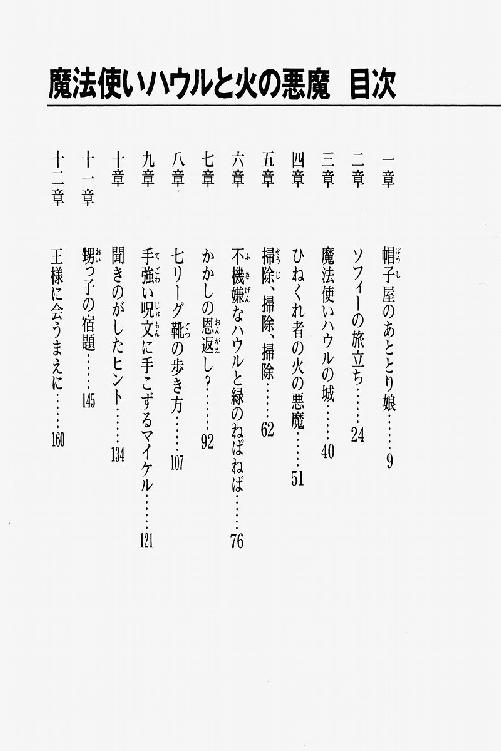 魔法使いハウルと火の悪魔 目次
一章 帽子屋のあととり娘……9
二章 ソフィーの旅立ち……24
三章 魔法使いハウルの城……40
四章 ひねくれ者の火の悪魔……51
五章 掃除、掃除、掃除……62
六章 不機嫌なハウルと緑のねばねば……76
七章 かかしの恩返し?……92
八章 七リーグ靴の歩き方……107
九章 手強い呪文に手こずるマイケル……121
十章 聞きのがしたヒント……134
十一章 甥っ子の宿題……145
十二章 王様に会うまえに……160